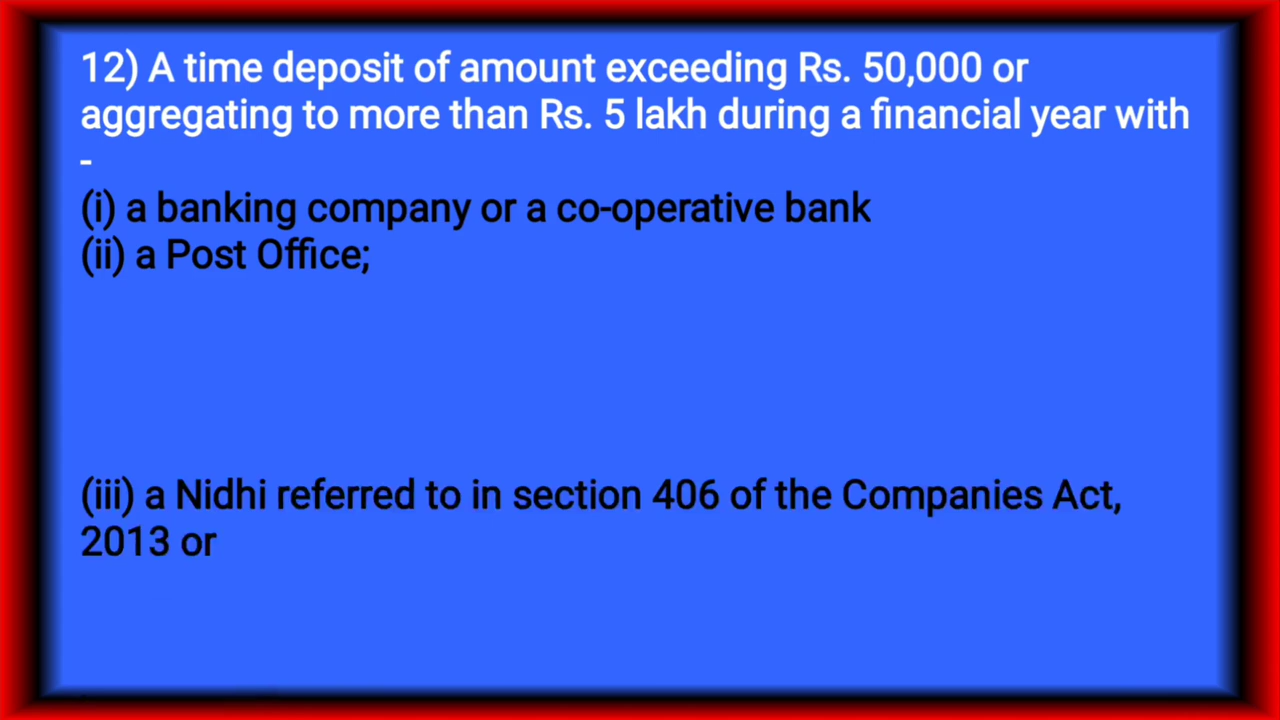 12) A time deposit of amount exceeding Rs. 50,000 or
aggregating to more than Rs. 5 lakh during a financial year with
-
(i) a banking company or a co-operative bank
(ii) a Post Office;
(iii) a Nidhi referred to in section 406 of the Companies Act,
2013 or